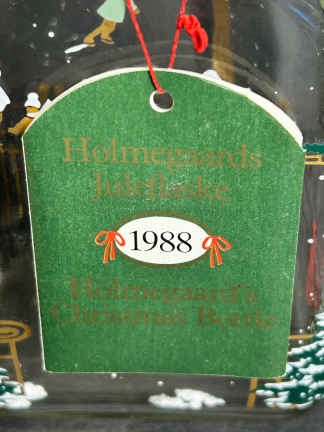 Holmegaards
Juleflaske
1988
Holmegaard's
Christmas Bottle